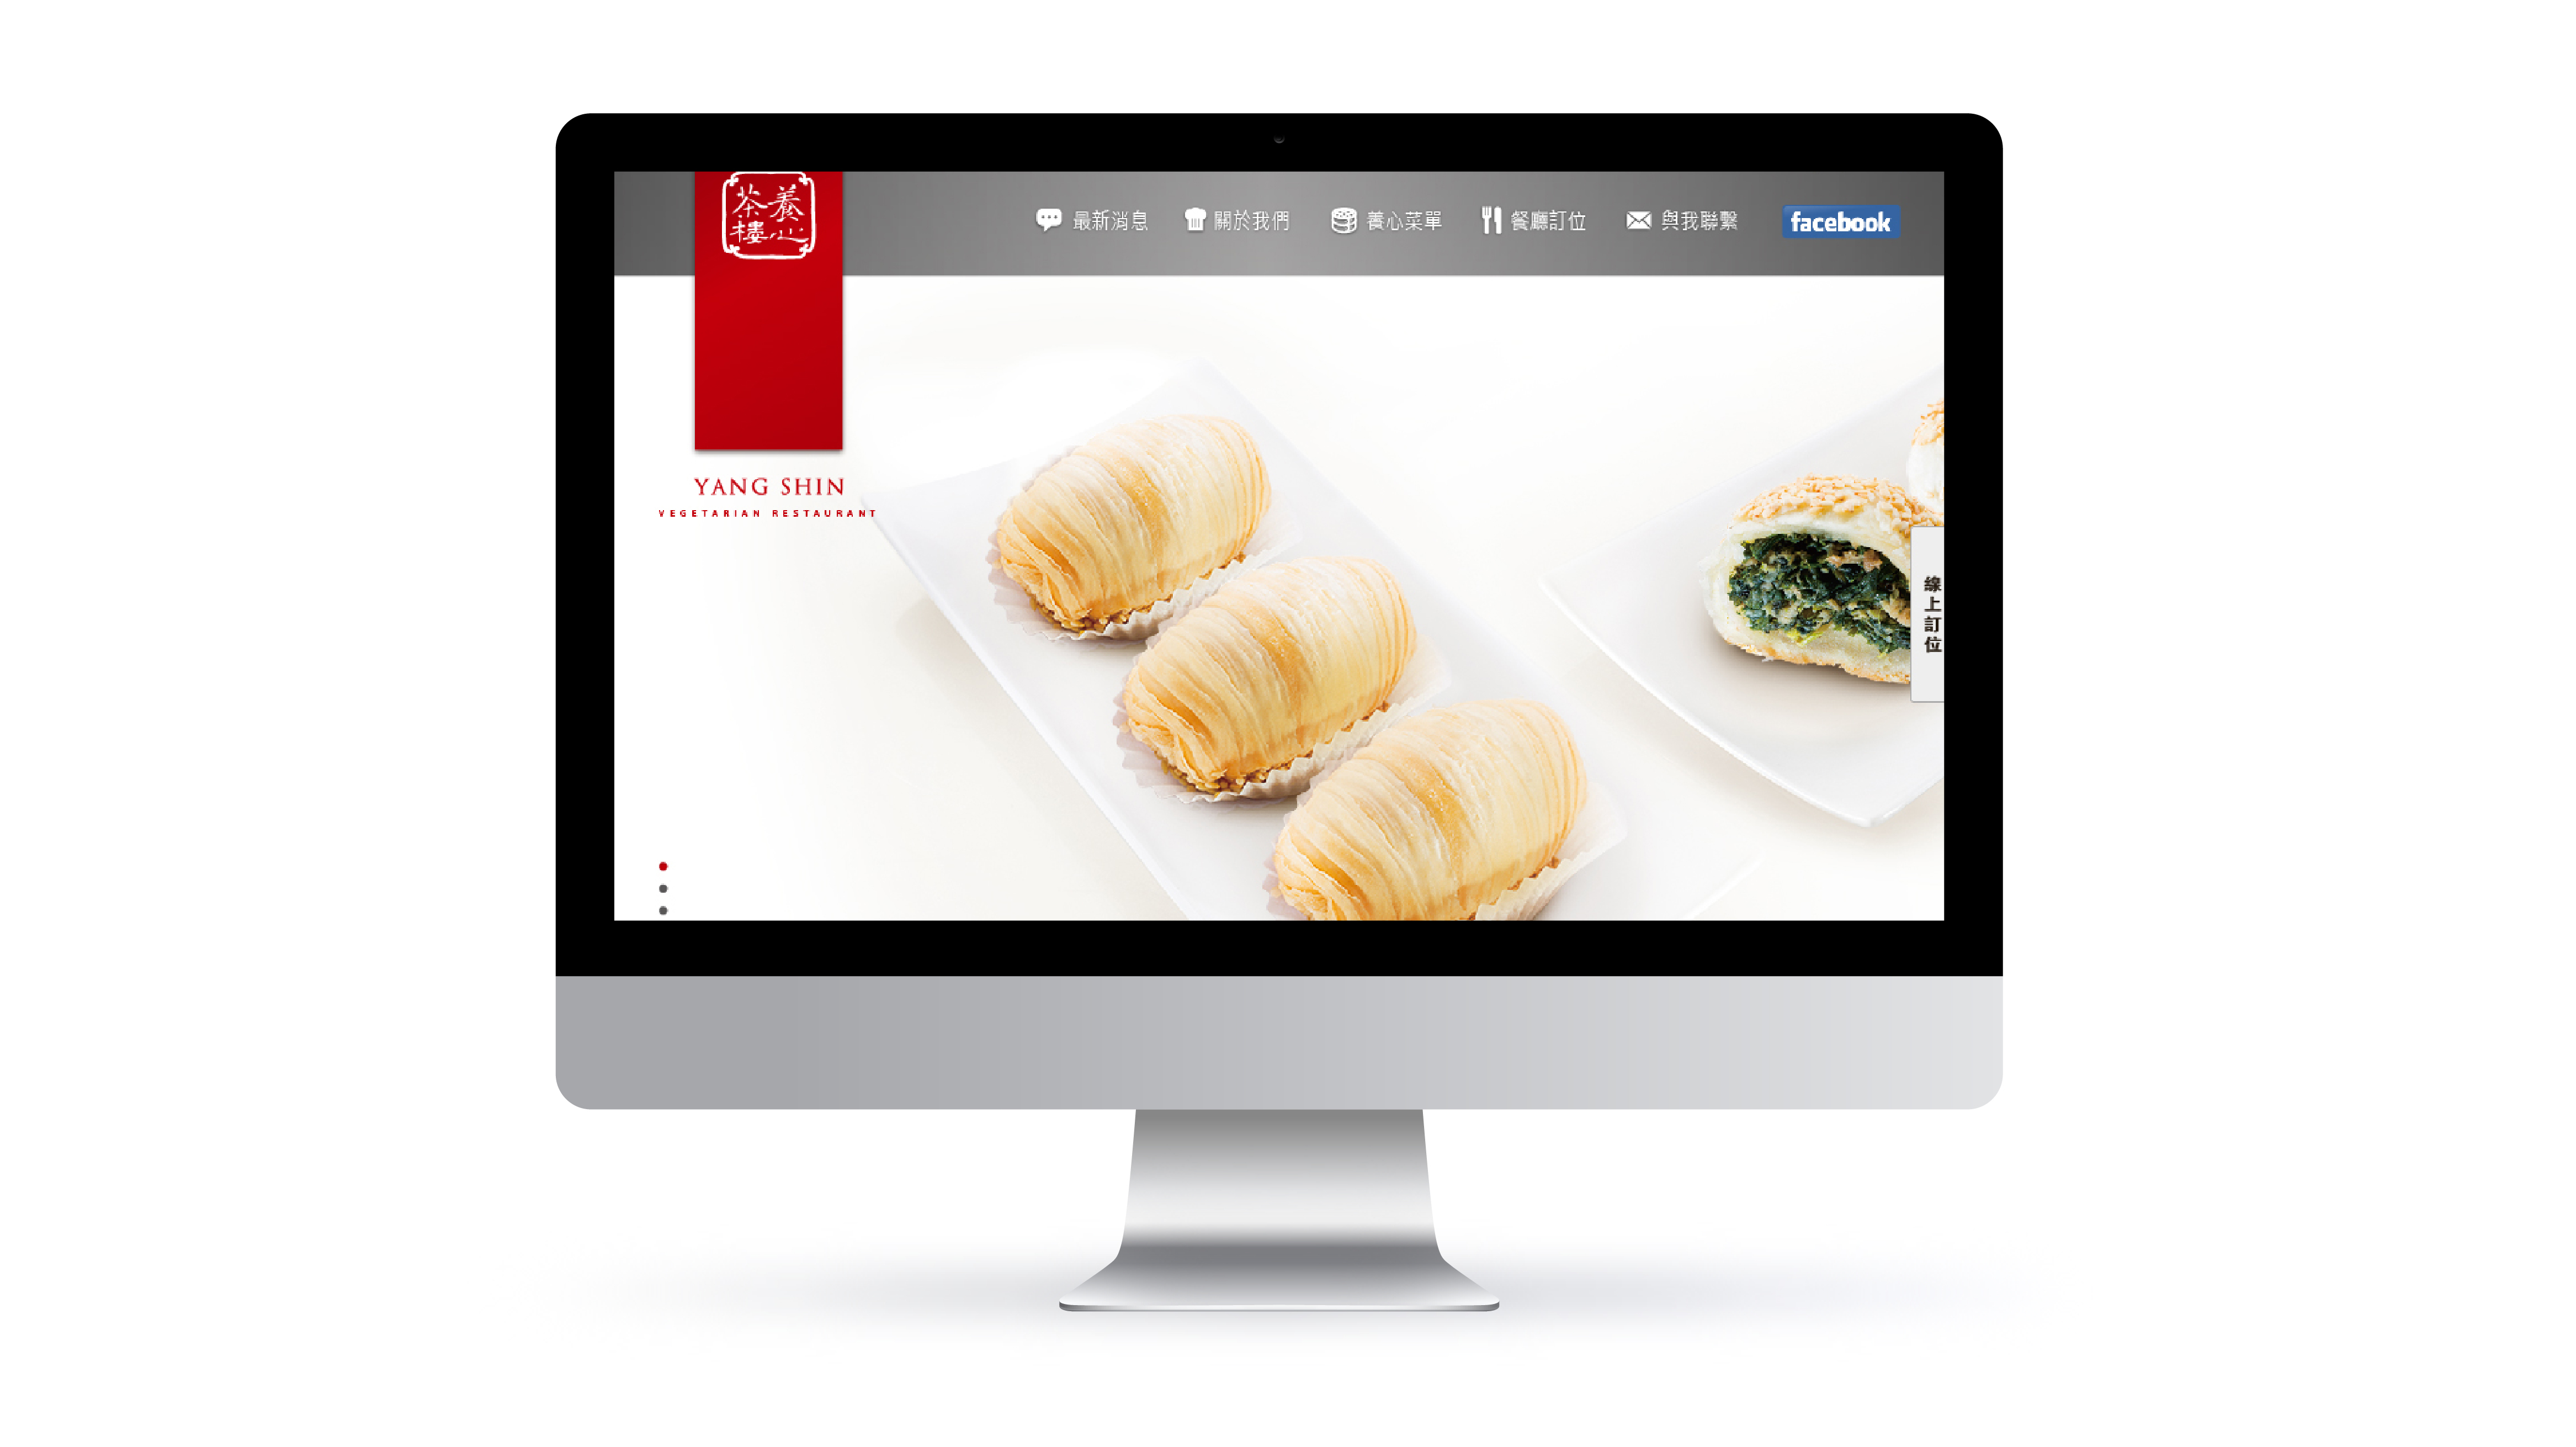 養心
茶樓
最新消息
關於我們
養心菜單
餐廳訂位
與我聯繫
facebook
YANG SHIN
VEGETARIAN RESTAURANT
線上訂位